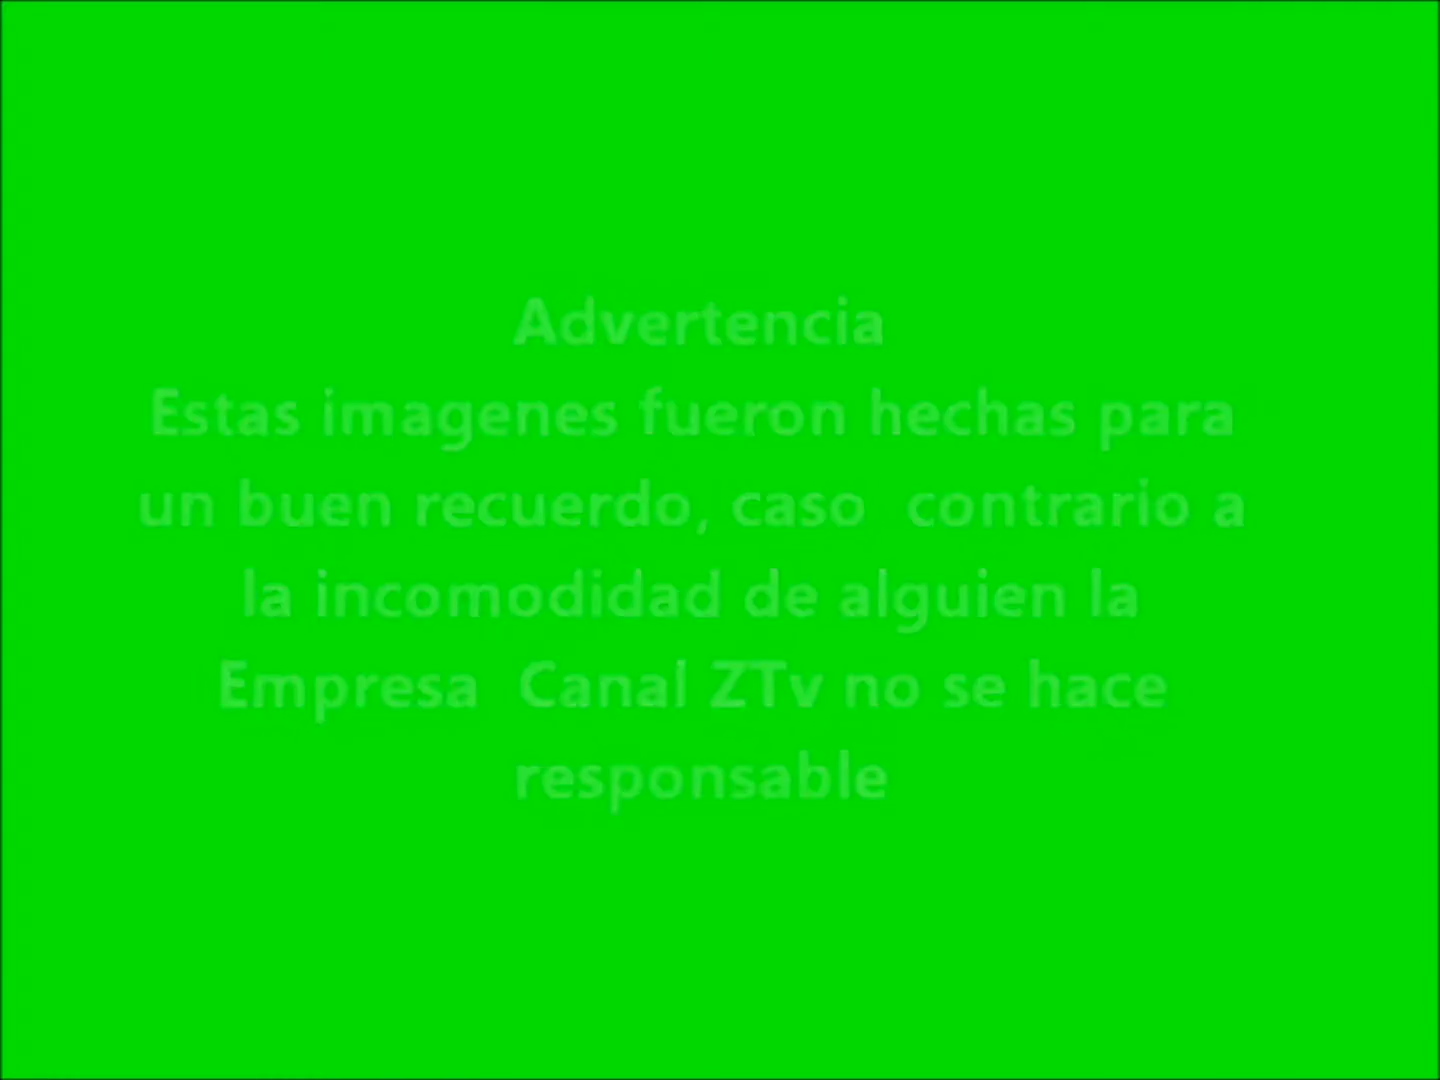 Advertencia
Estas imagenes fueron hechas para
un buen recuerdo, caso  contrario a
la incomodidad de alguien la
Empresa  Canal ZTv no se hace
responsable